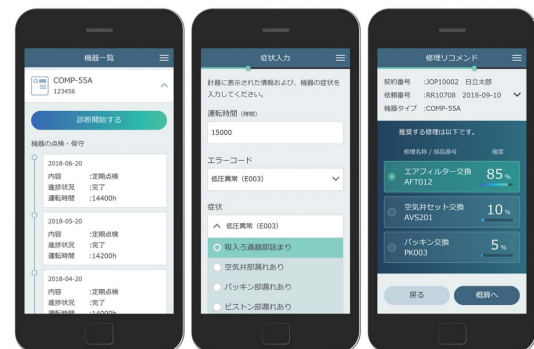 機器一覧
COMP-55A
123456
診断開始する
機器の点検・保守
2018-06-20
内容 :定期点検
進捗状況 :完了
運転時間 :14400h
2018-05-20
内容 :定期点検
進捗状況 :完了
運転時間 :14200h
2018-04-20
内容 :定期点検
進捗状況 :完了
運転時間 :14000h
症状入力
計器に表示された情報および、機器の症状を
入力してください。
運転時間 (時間)
15000
エラーコード
低圧異常 (E003)
症状
低圧異常 (E003)
吸入ろ過器部詰まり
空気弁部漏れあり
パッキン部漏れあり
ピストン部漏れあり
修理リコメンド
契約番号 :JOP10002 日立太郎
依頼番号 :RR10708 2018-09-10
機器タイプ :COMP-55A
推奨する修理は以下です。
修理名称 / 部品番号 確度
エアフィルター交換 85 %
AFT012
空気弁セット交換 10 %
AVS201
パッキン交換 5 %
PK003
戻る 概算へ